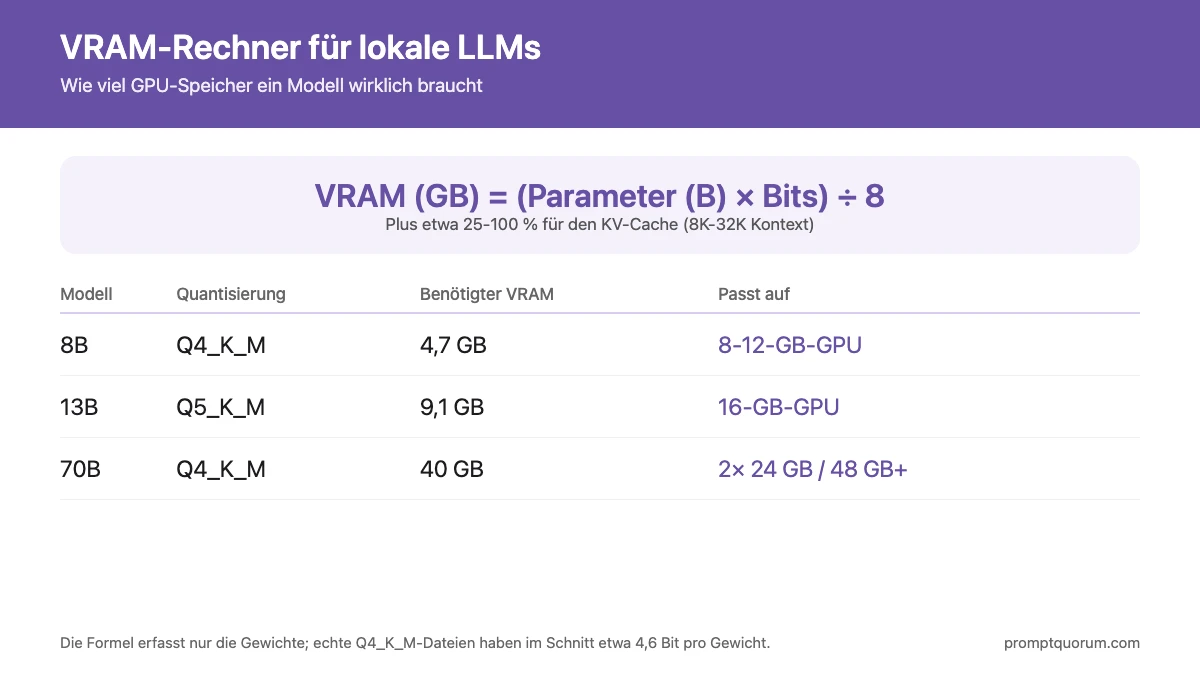 VRAM-Rechner für lokale LLMs
Wie viel GPU-Speicher ein Modell wirklich braucht
VRAM (GB) = (Parameter (B) × Bits) ÷ 8
Plus etwa 25-100 % für den KV-Cache (8K-32K Kontext)
Modell Quantisierung Benötigter VRAM Passt auf
8B Q4_K_M 4,7 GB 8-12-GB-GPU
13B Q5_K_M 9,1 GB 16-GB-GPU
70B Q4_K_M 40 GB 2× 24 GB / 48 GB+
Die Formel erfasst nur die Gewichte; echte Q4_K_M-Dateien haben im Schnitt etwa 4,6 Bit pro Gewicht. promptquorum.com